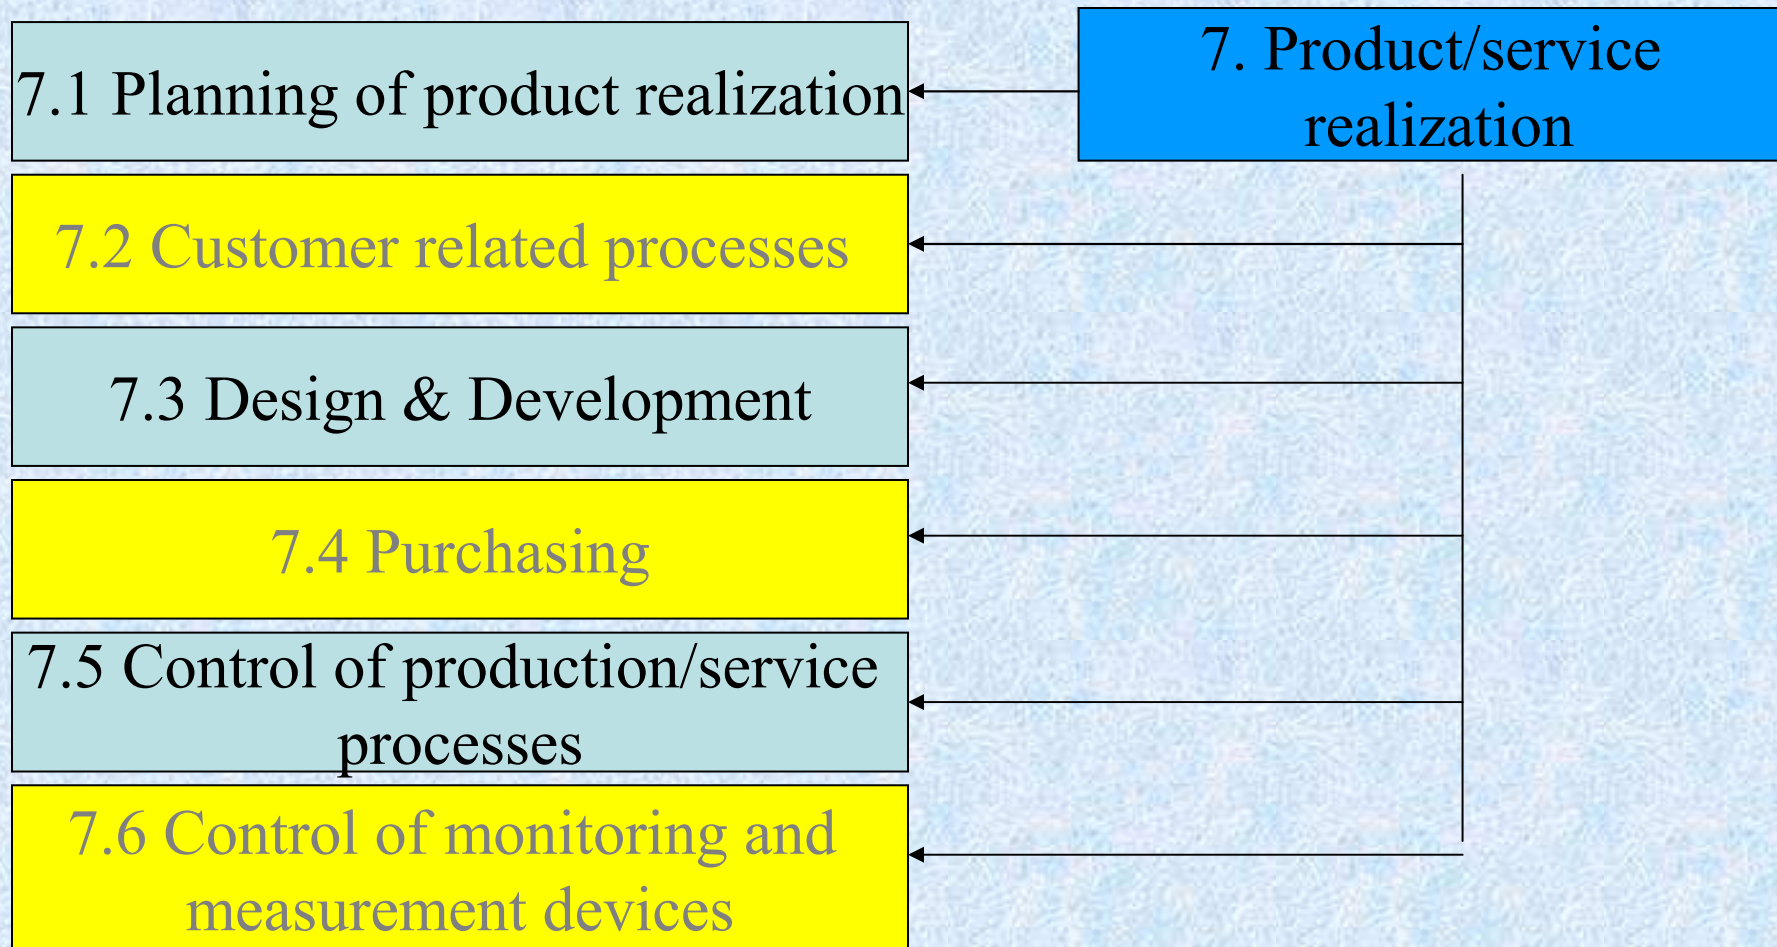 7. Product/service
realization
7.1 Planning of product realization
7.2 Customer related processes
7.3 Design & Development
7.4 Purchasing
7.5 Control of production/service
processes
7.6 Control of monitoring and
measurement devices